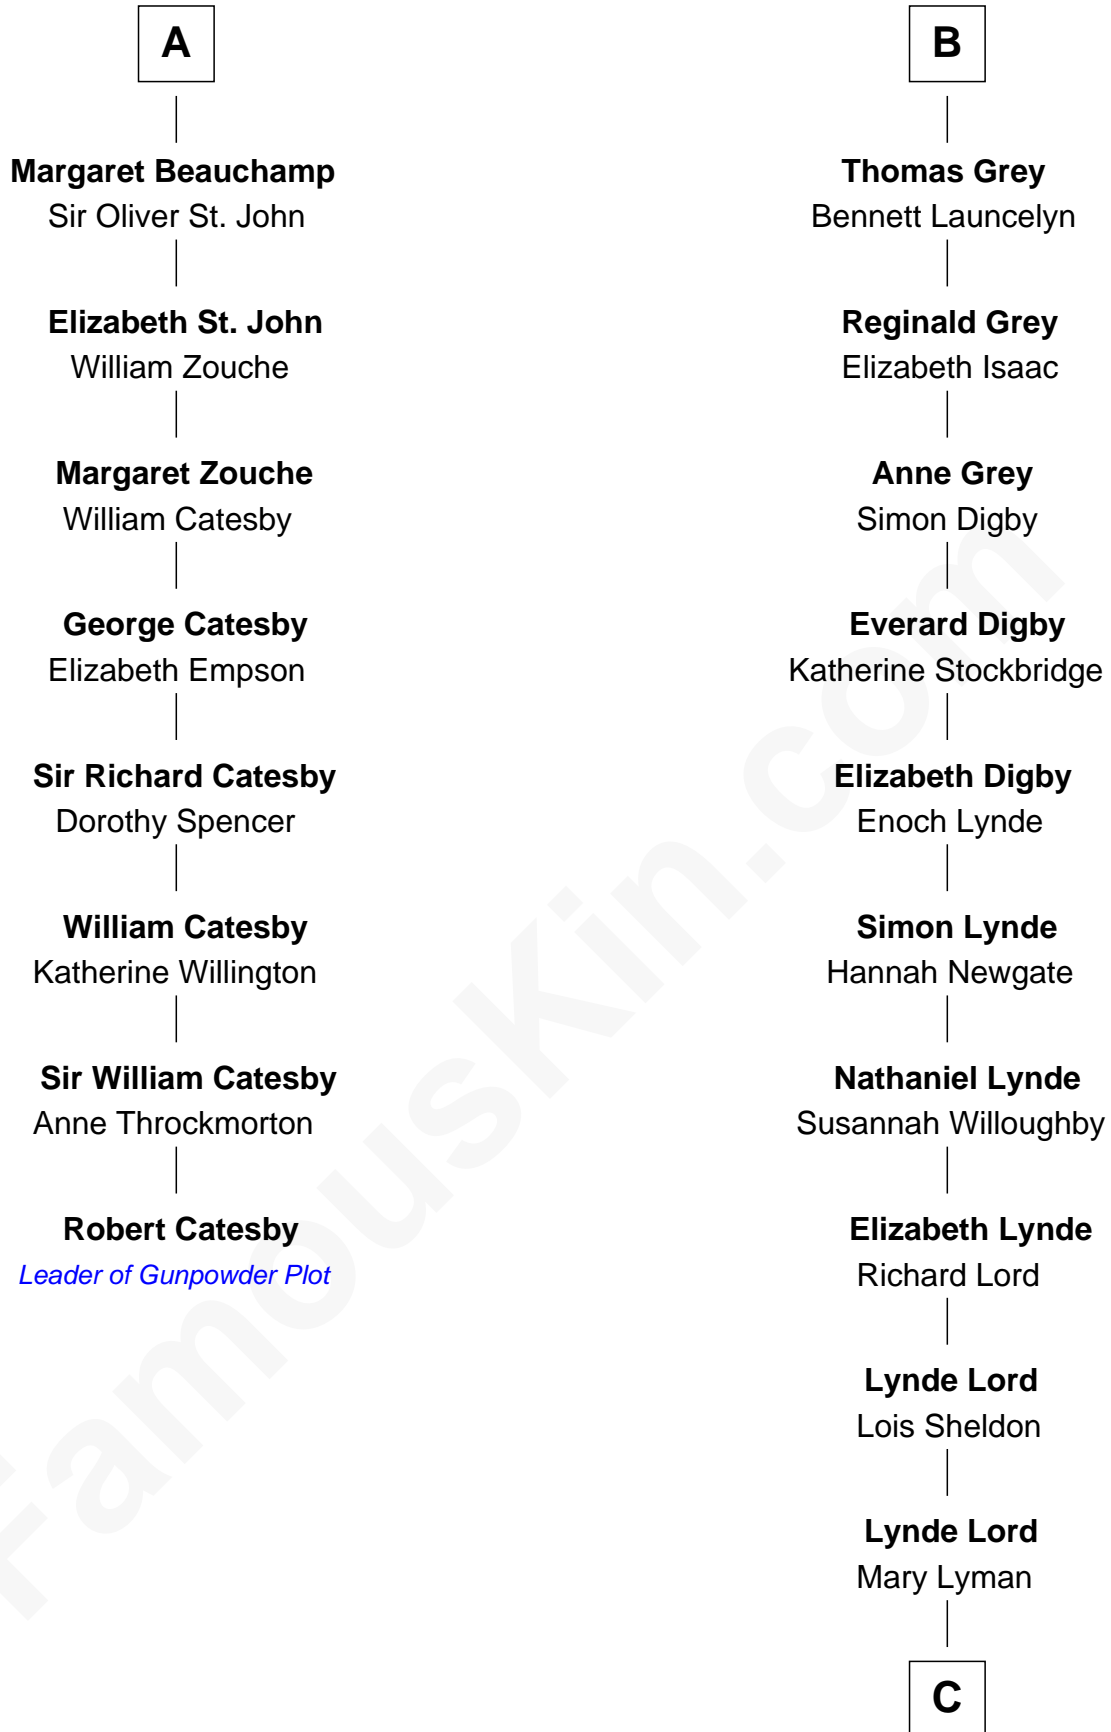 A
Margaret Beauchamp
Sir Oliver St. John
Elizabeth St. John
William Zouche
Margaret Zouche
William Catesby
George Catesby
Elizabeth Empson
Sir Richard Catesby
Dorothy Spencer
William Catesby
Katherine Willington
Sir William Catesby
Anne Throckmorton
Robert Catesby
Leader of Gunpowder Plot
B
Thomas Grey
Bennett Launcelyn
Reginald Grey
Elizabeth Isaac
Anne Grey
Simon Digby
Everard Digby
Katherine Stockbridge
Elizabeth Digby
Enoch Lynde
Simon Lynde
Hannah Newgate
Nathaniel Lynde
Susannah Willoughby
Elizabeth Lynde
Richard Lord
Lynde Lord
Lois Sheldon
Lynde Lord
Mary Lyman
C
FamousKin.com